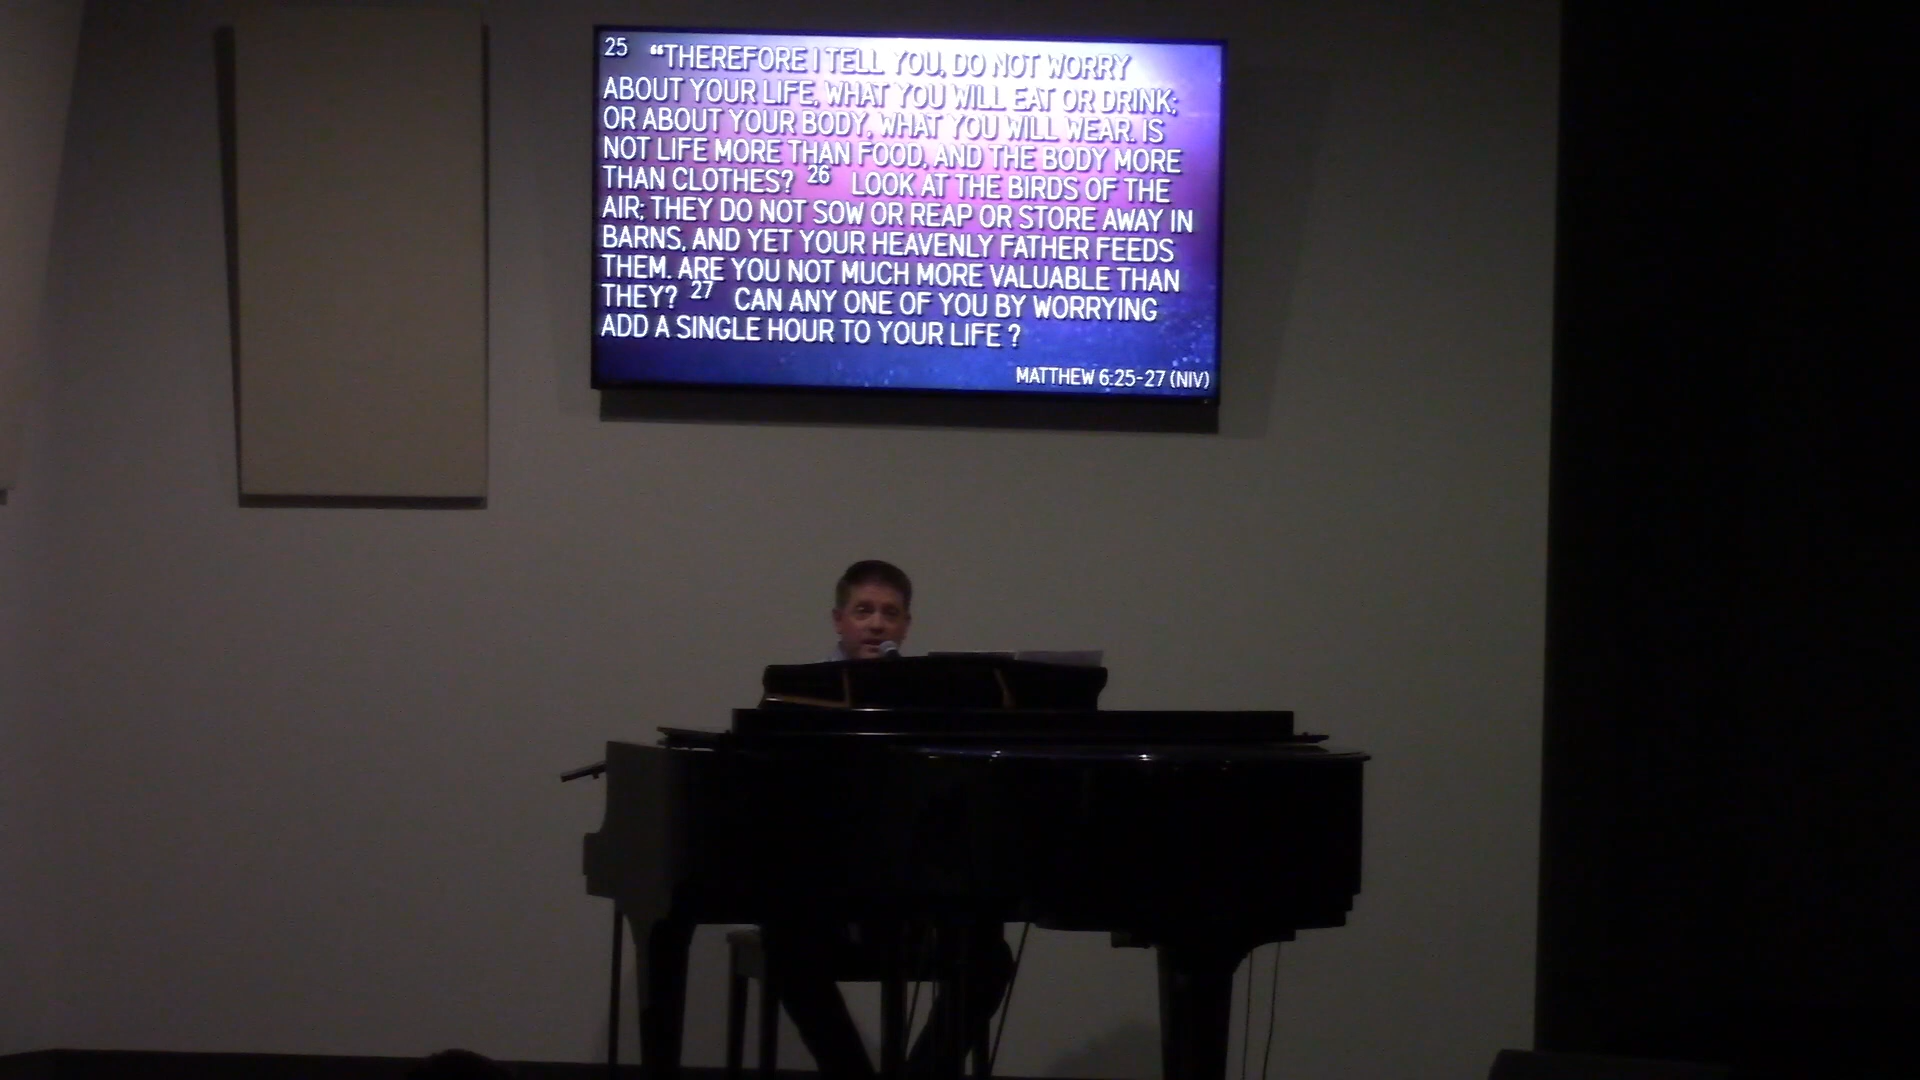 25 “THEREFORE I TELL YOU, DO NOT WORRY
ABOUT YOUR LIFE, WHAT YOU WILL EAT OR DRINK;
OR ABOUT YOUR BODY, WHAT YOU WILL WEAR. IS
NOT LIFE MORE THAN FOOD, AND THE BODY MORE
THAN CLOTHES? 26 LOOK AT THE BIRDS OF THE
AIR; THEY DO NOT SOW OR REAP OR STORE AWAY IN
BARNS, AND YET YOUR HEAVENLY FATHER FEEDS
THEM. ARE YOU NOT MUCH MORE VALUABLE THAN
THEY? 27 CAN ANY ONE OF YOU BY WORRYING
ADD A SINGLE HOUR TO YOUR LIFE ?
MATTHEW 6:25-27 (NIV)